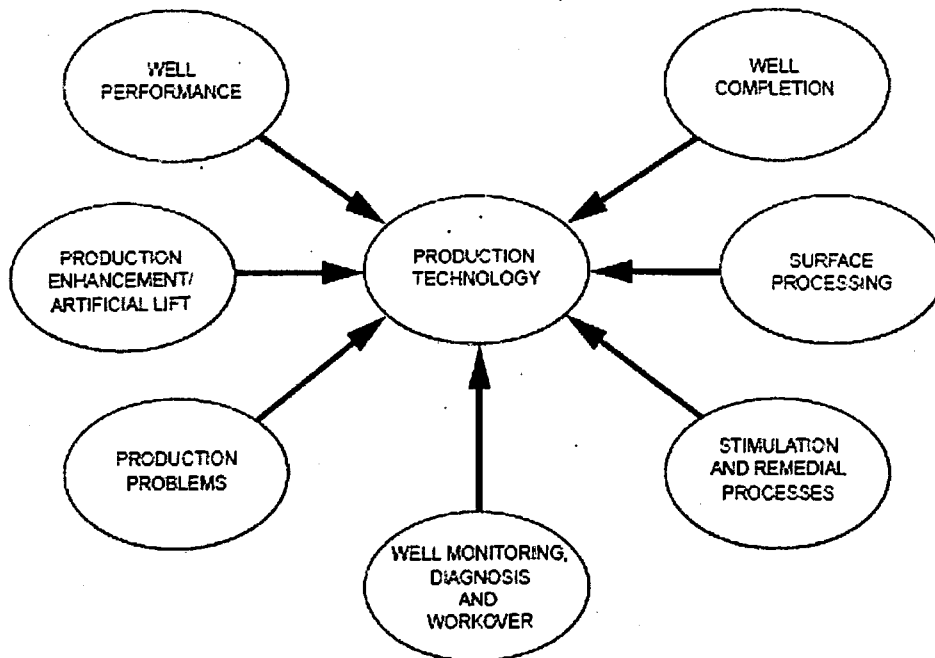 WELL
PERFORMANCE
WELL
COMPLETION
PRODUCTION
ENHANCEMENT/
ARTIFICIAL LIFT
PRODUCTION
TECHNOLOGY
SURFACE
PROCESSING
PRODUCTION
PROBLEMS
STIMULATION
AND REMEDIAL
PROCESSES
WELL MONITORING,
DIAGNOSIS
AND
WORKOVER